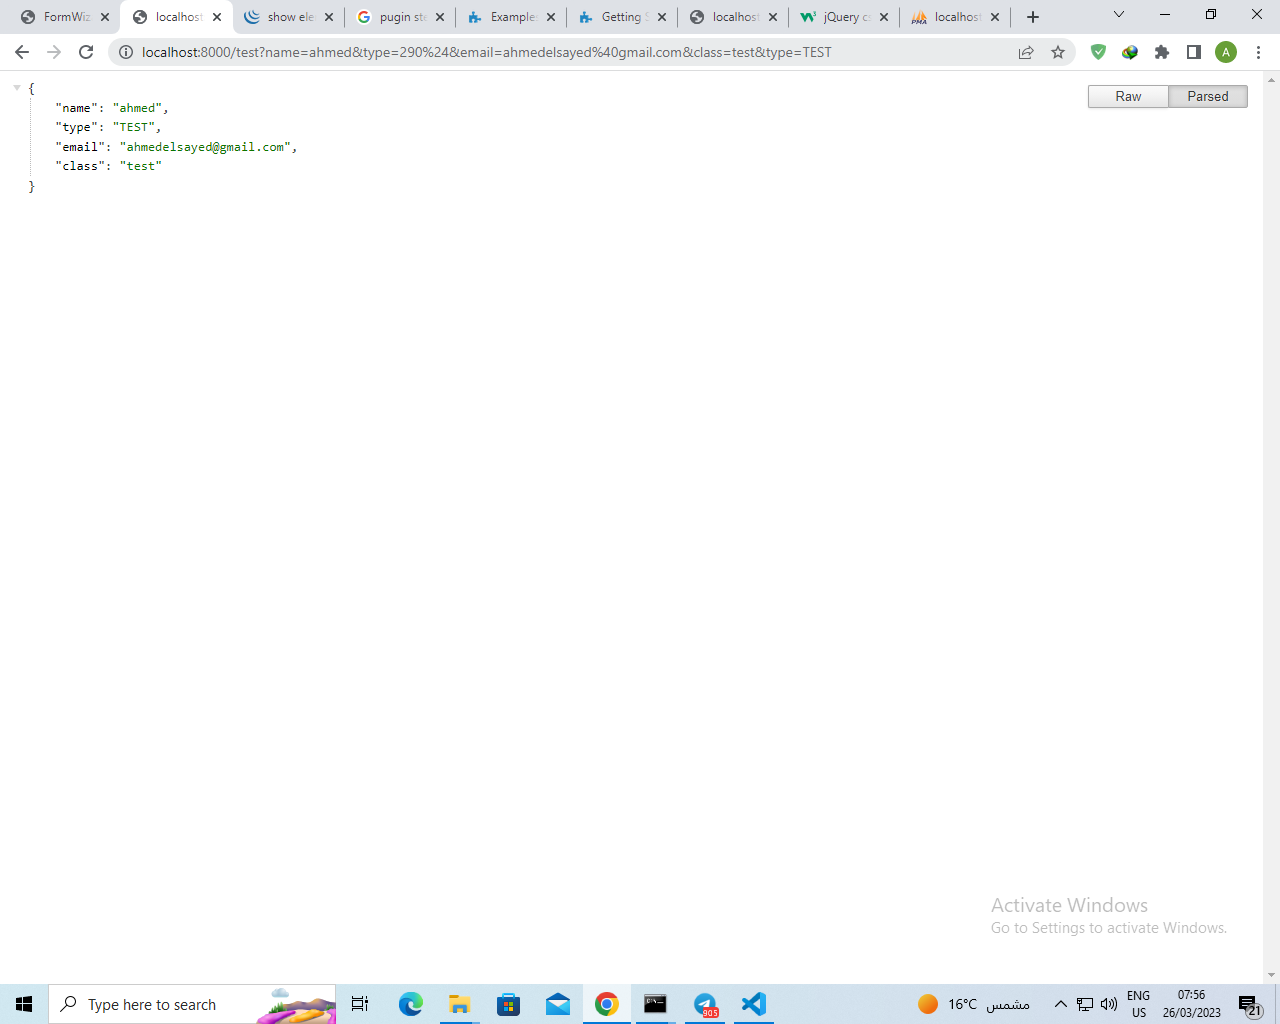 FormWiz
localhost
show ele
pugin ste
Examples
Getting S
localhost
jQuery cs
localhost
localhost:8000/test?name=ahmed&type=290%24&email=ahmedelsayed%40gmail.com&class=test&type=TEST
A
Raw
Parsed
{
"name": "ahmed",
"type": "TEST",
"email": "ahmedelsayed@gmail.com",
"class": "test"
}
Activate Windows
Go to Settings to activate Windows.
Type here to search
905
16°C مشمس
ENG
US
07:56
26/03/2023
21